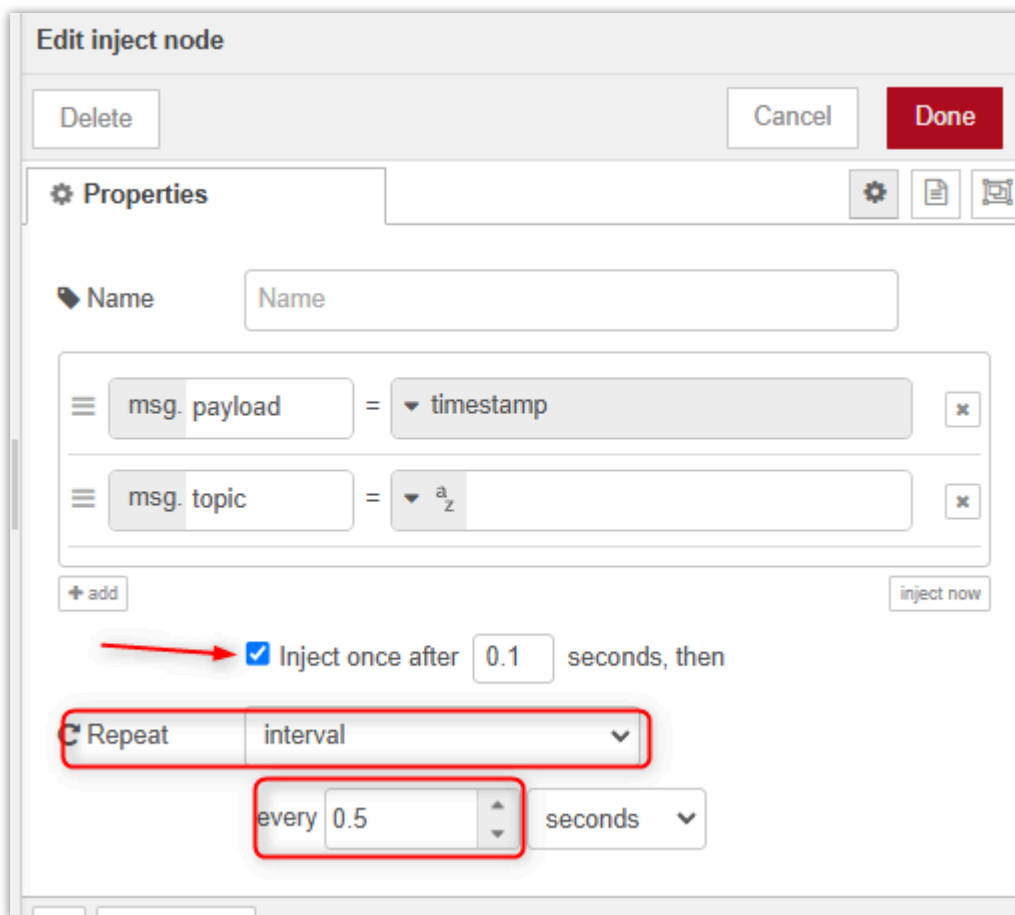 Edit inject node
Delete
Cancel
Done
Properties
Name
Name
msg. payload = timestamp
msg. topic = a z
add
inject now
Inject once after 0.1 seconds, then
Repeat interval
every 0.5 seconds